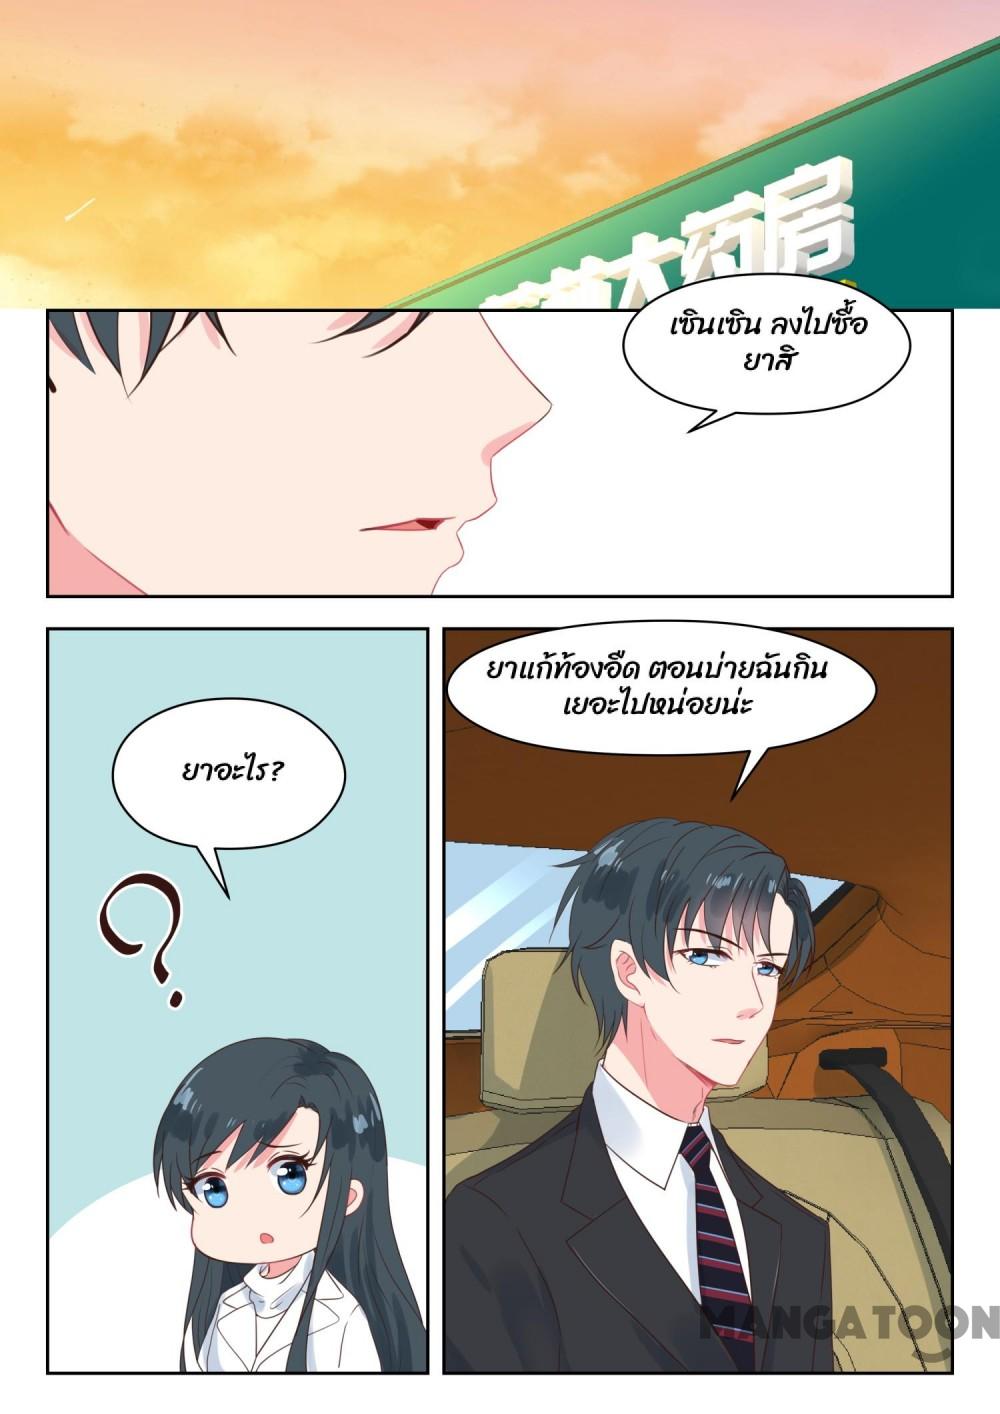 大药房
เซินเซิน ลงไปซื้อ
ยาสิ
ยาอะไร?
?
ยาแก้ท้องอืด ตอนบ่ายฉันกิน
เยอะไปหน่อยน่ะ
MANGATOON